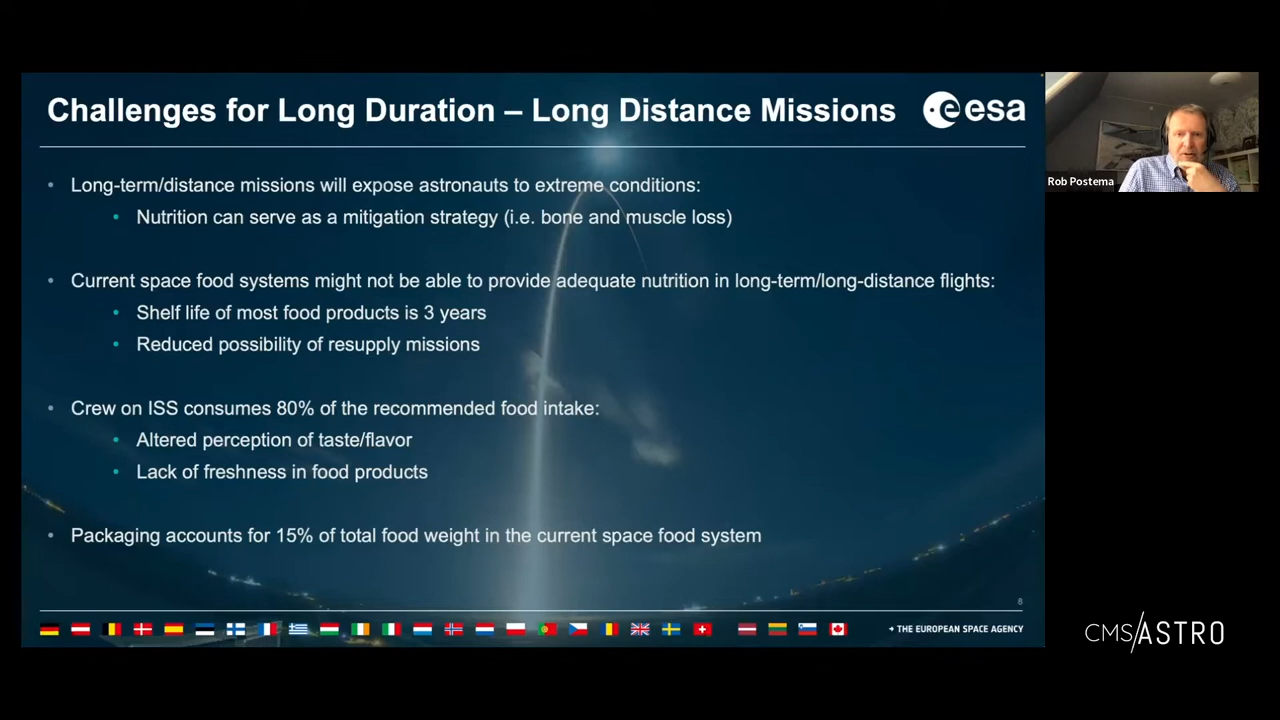 Challenges for Long Duration – Long Distance Missions
esa
Rob Postema
• Long-term/distance missions will expose astronauts to extreme conditions:
• Nutrition can serve as a mitigation strategy (i.e. bone and muscle loss)
• Current space food systems might not be able to provide adequate nutrition in long-term/long-distance flights:
• Shelf life of most food products is 3 years
• Reduced possibility of resupply missions
• Crew on ISS consumes 80% of the recommended food intake:
• Altered perception of taste/flavor
• Lack of freshness in food products
• Packaging accounts for 15% of total food weight in the current space food system
8
→ THE EUROPEAN SPACE AGENCY
CMS/ASTRO